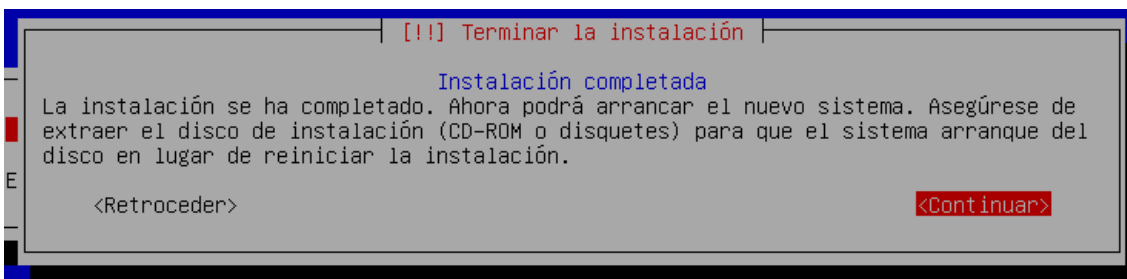 [!!] Terminar la instalación
Instalación completada
La instalación se ha completado. Ahora podrá arrancar el nuevo sistema. Asegúrese de
extraer el disco de instalación (CD-ROM o disquetes) para que el sistema arranque del
disco en lugar de reiniciar la instalación.
E
<Retroceder> <Continuar>